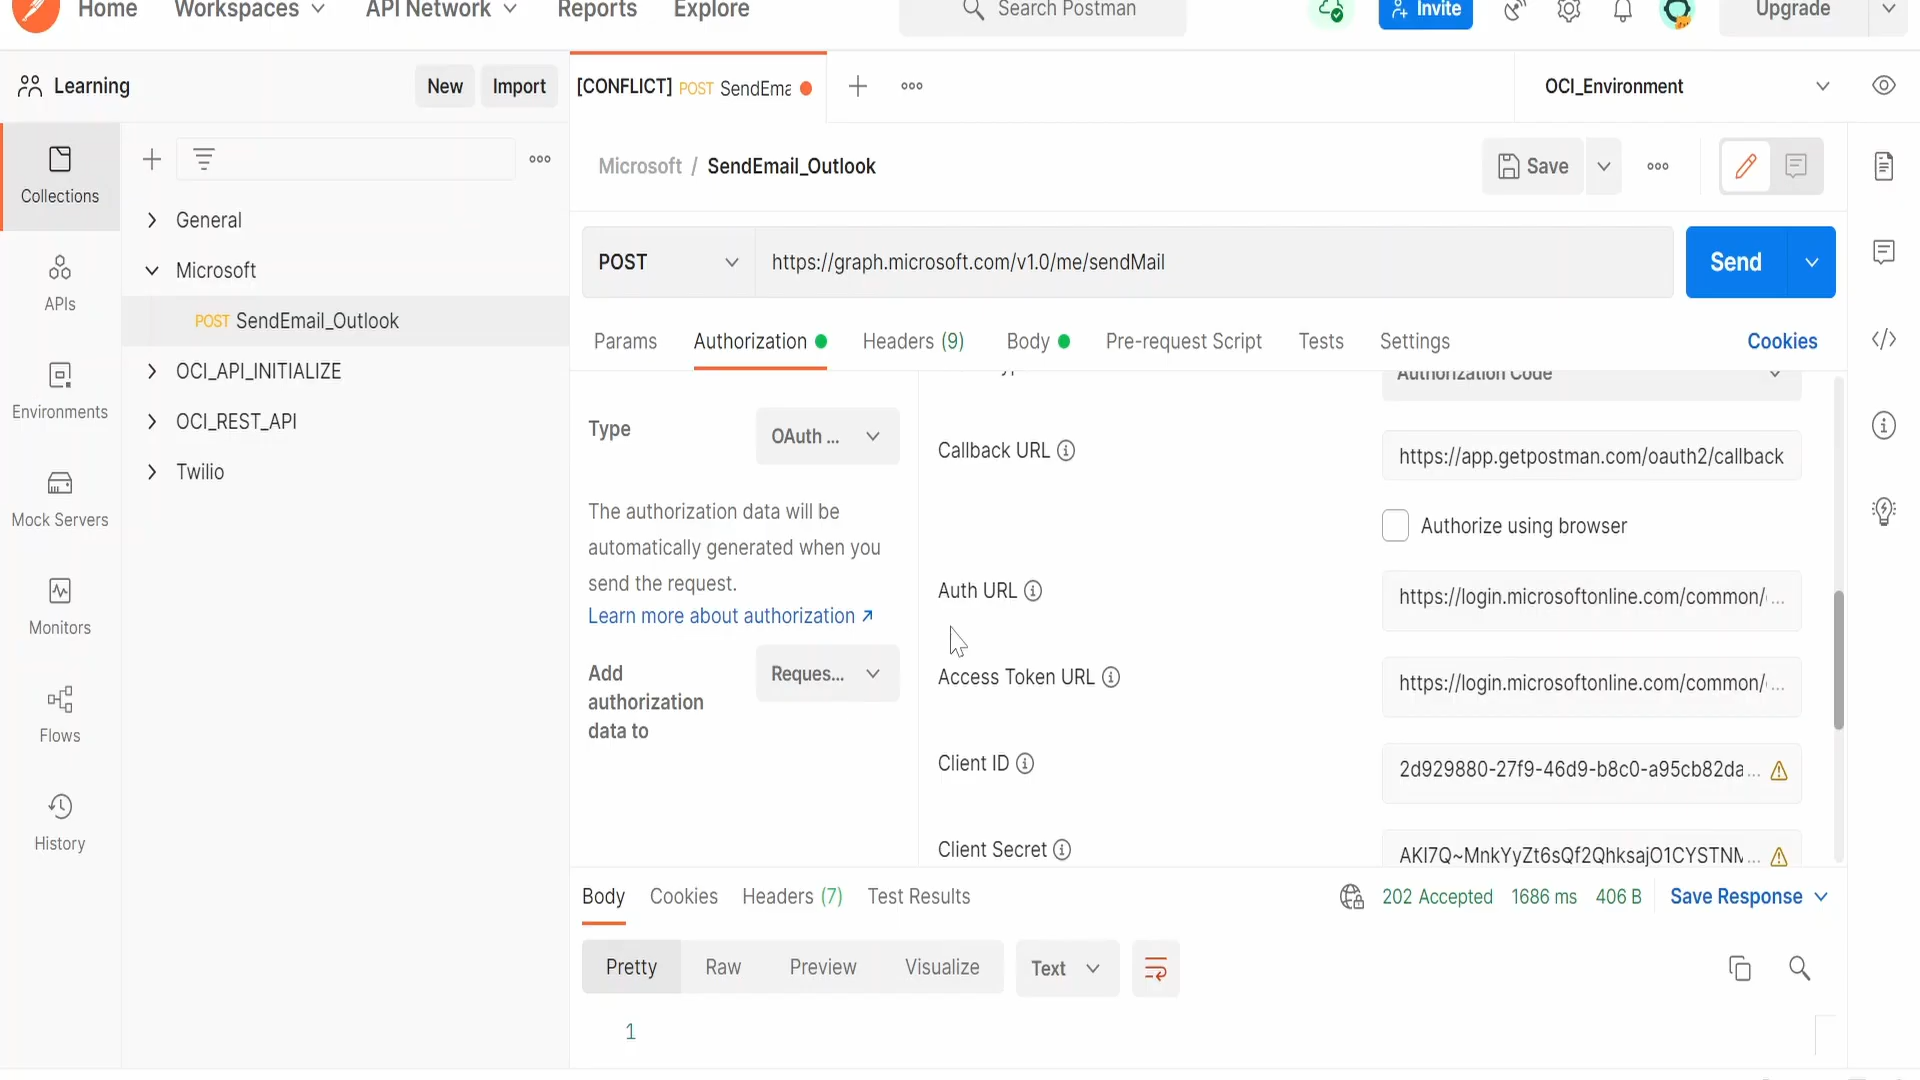 Home Workspaces API Network Reports Explore Search Postman Invite Upgrade
Learning New Import
[CONFLICT] POST SendEma
OCI_Environment
Collections
APIs
Environments
Mock Servers
Monitors
Flows
History
General
Microsoft
POST SendEmail_Outlook
OCI_API_INITIALIZE
OCI_REST_API
Twilio
Microsoft / SendEmail_Outlook
Save
POST https://graph.microsoft.com/v1.0/me/sendMail
Send
Params Authorization Headers (9) Body Pre-request Script Tests Settings Cookies
Type OAuth ...
The authorization data will be
automatically generated when you
send the request.
Learn more about authorization
Add
authorization
data to
Reques...
Authorization Code
Callback URL https://app.getpostman.com/oauth2/callback
Authorize using browser
Auth URL https://login.microsoftonline.com/common/ ...
Access Token URL https://login.microsoftonline.com/common/ ...
Client ID 2d929880-27f9-46d9-b8c0-a95cb82da...
Client Secret AKI7Q~MnkYyZt6sQf2QhksajO1CYSTNM...
Body Cookies Headers (7) Test Results 202 Accepted 1686 ms 406 B Save Response
Pretty Raw Preview Visualize Text
1